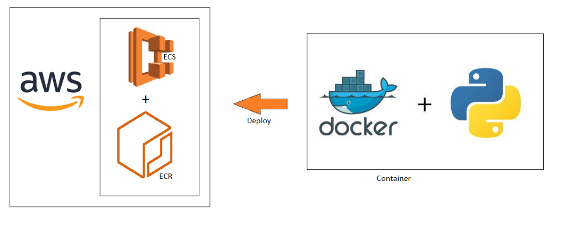 aws
ECS
+
ECR
Deploy
docker
+
Container